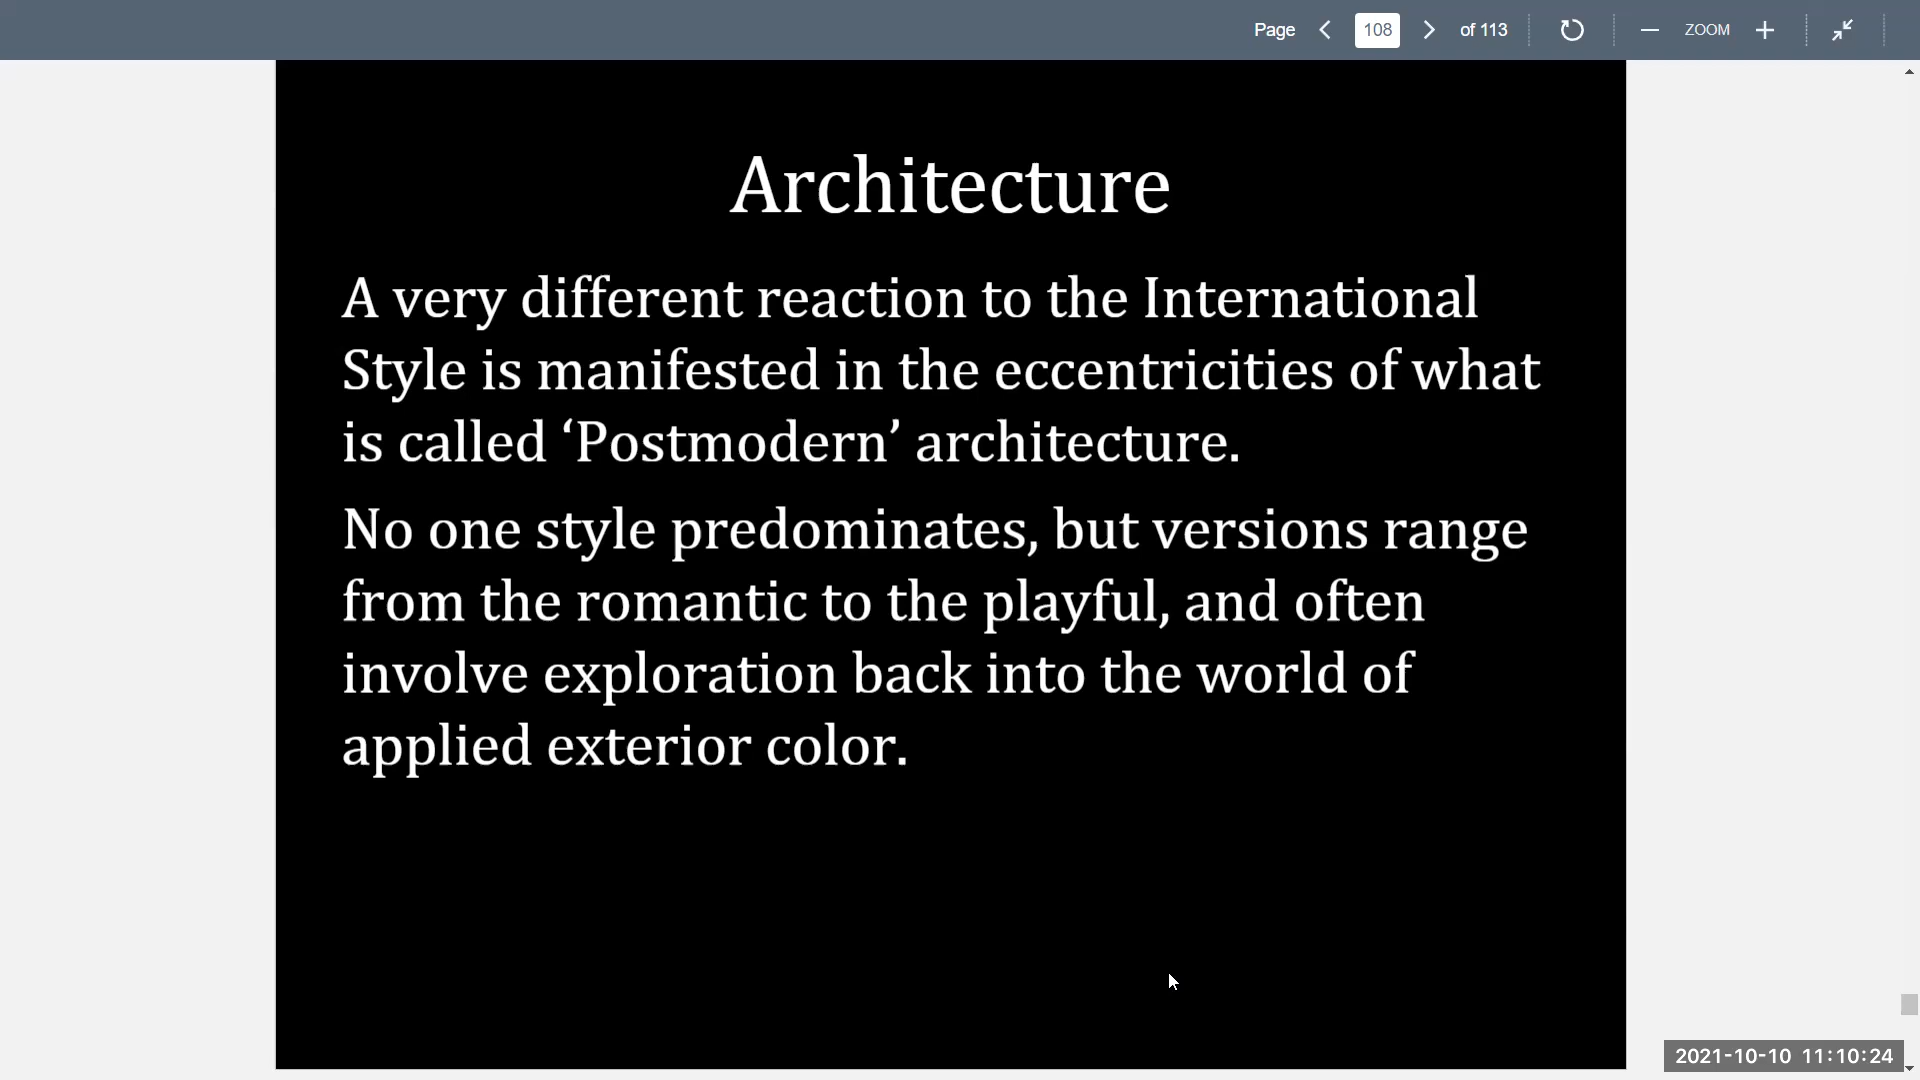 Page 108 of 113 ZOOM
Architecture
A very different reaction to the International
Style is manifested in the eccentricities of what
is called ‘Postmodern’ architecture.
No one style predominates, but versions range
from the romantic to the playful, and often
involve exploration back into the world of
applied exterior color.
2021-10-10 11:10:24